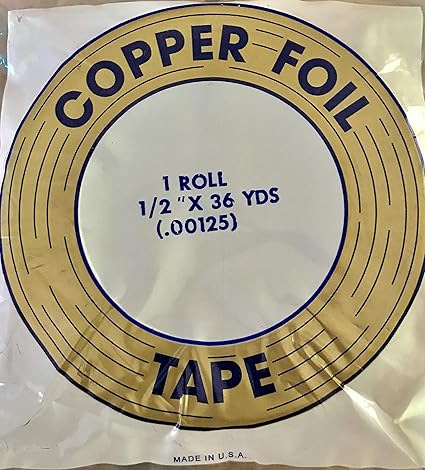 COPPER FOIL
1 ROLL
1/2 "X 36 YDS
(.00125)
TAPE
MADE IN U.S.A.